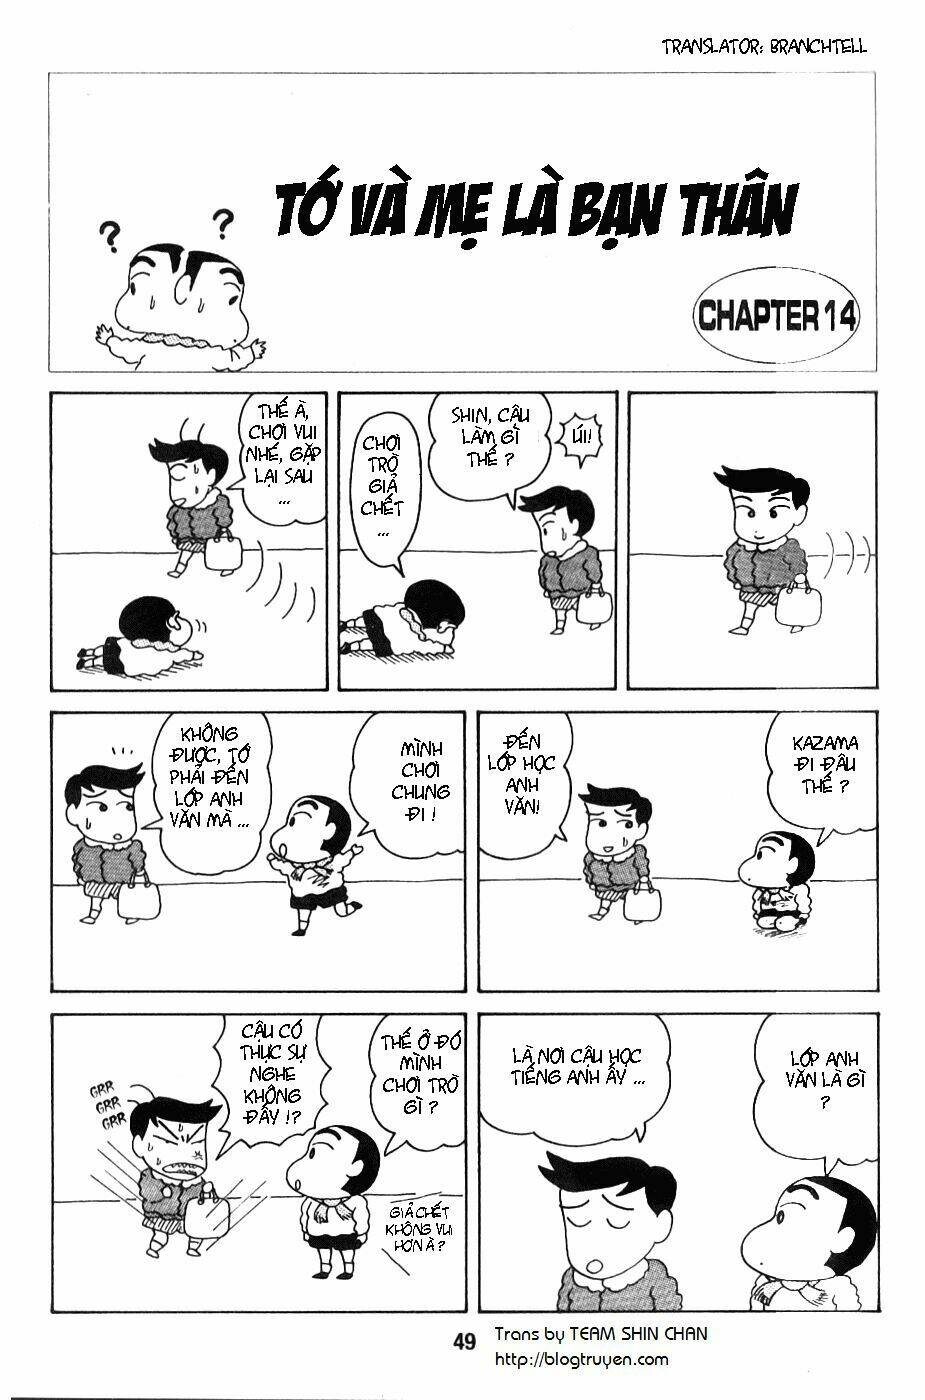 TRANSLATOR: BRANCHTELL
TỚ VÀ MẸ LÀ BẠN THÂN
? ?
CHAPTER 14
ÚI!
SHIN, CẬU
LÀM GÌ
THẾ ?
CHƠI
TRÒ
GIẢ
CHẾT
...
THẾ À,
CHƠI VUI
NHÉ, GẶP
LẠI SAU
...
KAZAMA
ĐI ĐÂU
THẾ ?
ĐẾN
LỚP HỌC
ANH
VĂN!
MÌNH
CHƠI
CHUNG
ĐI !
KHÔNG
ĐƯỢC, TỚ
PHẢI ĐẾN
LỚP ANH
VĂN MÀ ...
LỚP ANH
VĂN LÀ GÌ
?
LÀ NƠI CÂU HỌC
TIẾNG ANH ẤY ...
THẾ Ở ĐÓ
MÌNH
CHƠI TRÒ
GÌ ?
GIẢ CHẾT
KHÔNG VUI
HƠN À ?
CẬU CÓ
THỰC SỰ
NGHE
KHÔNG
ĐẤY !?
GRR
GRR
GRR
49
Trans by TEAM SHIN CHAN
http://blogtruyen.com